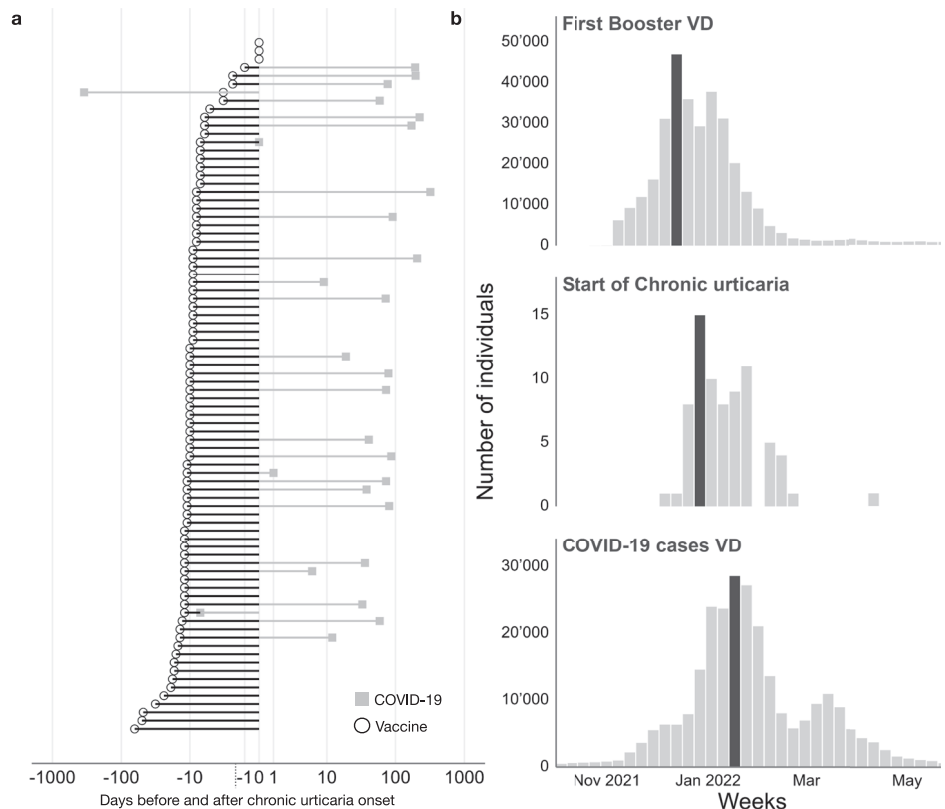 a
COVID-19
Vaccine
-1000 -100 -10 -10 1 10 100 1000
Days before and after chronic urticaria onset
b
Number of individuals
First Booster VD
50’000
40’000
30’000
20’000
10’000
0
Start of Chronic urticaria
15
10
5
0
COVID-19 cases VD
30’000
20’000
10’000
0
Nov 2021 Jan 2022 Mar May
Weeks